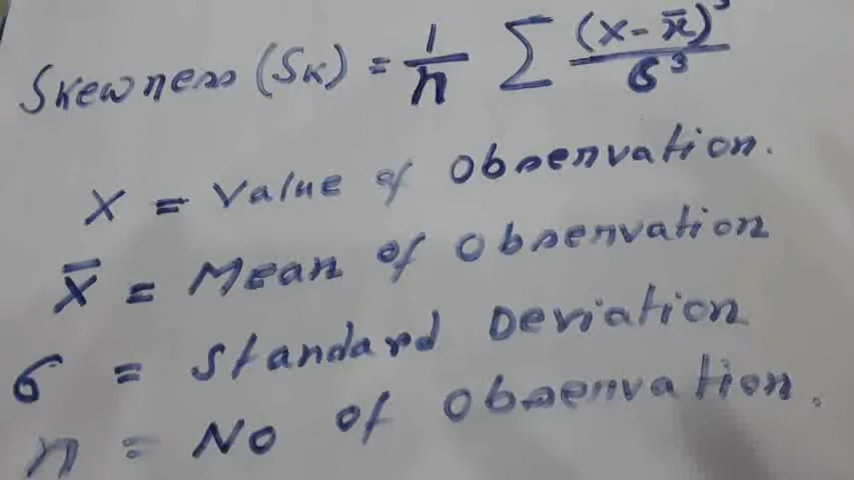 Skewness (Sk) = 1/n ∑ (x - x̄)³/σ³
X = Value of Observation.
X̄ = Mean of Observation
σ = Standard Deviation
n = No of Observation.